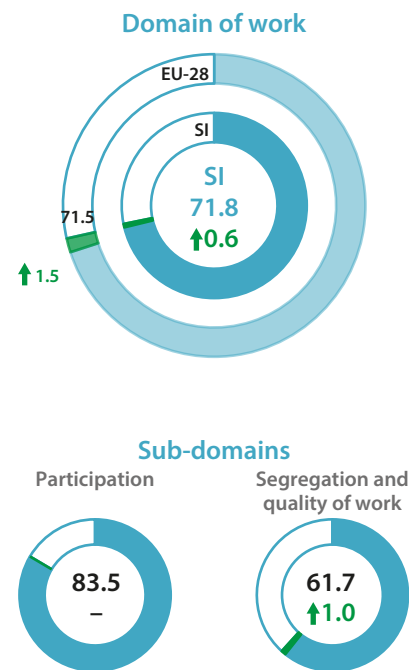 Domain of work
EU-28
SI
SI
71.8
0.6
71.5
1.5
Sub-domains
Participation
83.5
–
Segregation and
quality of work
61.7
1.0